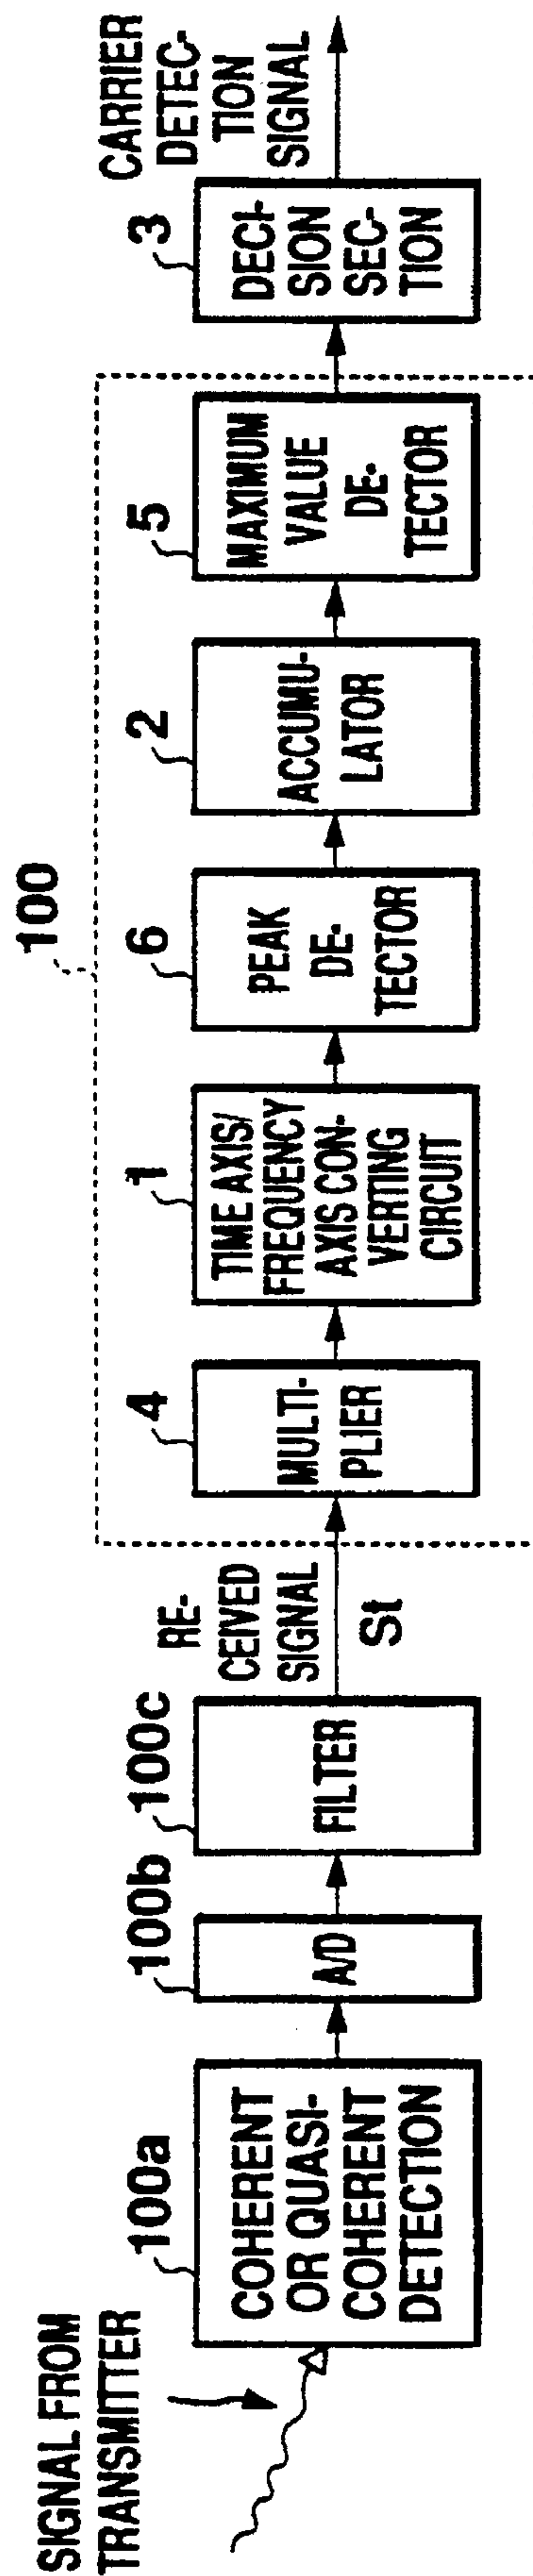 SIGNAL FROM
TRANSMITTER
100a
COHERENT
OR QUASI-
COHERENT
DETECTION
100b
A/D
100c
FILTER
RE-
CEIVED
SIGNAL
St
100
4
MULTI-
PLIER
1
TIME AXIS/
FREQUENCY
AXIS CON-
VERTING
CIRCUIT
6
PEAK
DE-
TECTOR
2
ACCUMU-
LATOR
5
MAXIMUM
VALUE
DE-
TECTOR
3
DECI-
SION
SEC-
TION
CARRIER
DETEC-
TION
SIGNAL